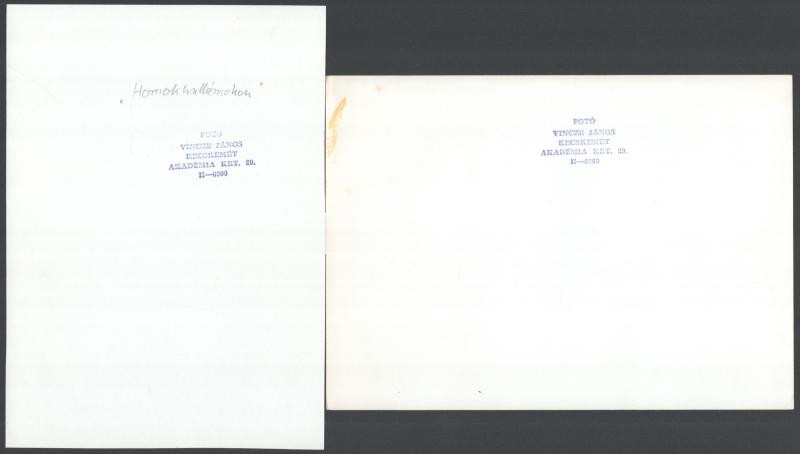 „Homokhullámokon"
FOTÓ
VINCZE JÁNOS
KECSKEMÉT
AKADÉMIA KRT. 29.
H—6000
FOTÓ
VINCZE JÁNOS
KECSKEMÉT
AKADÉMIA KRT. 29.
H—6000